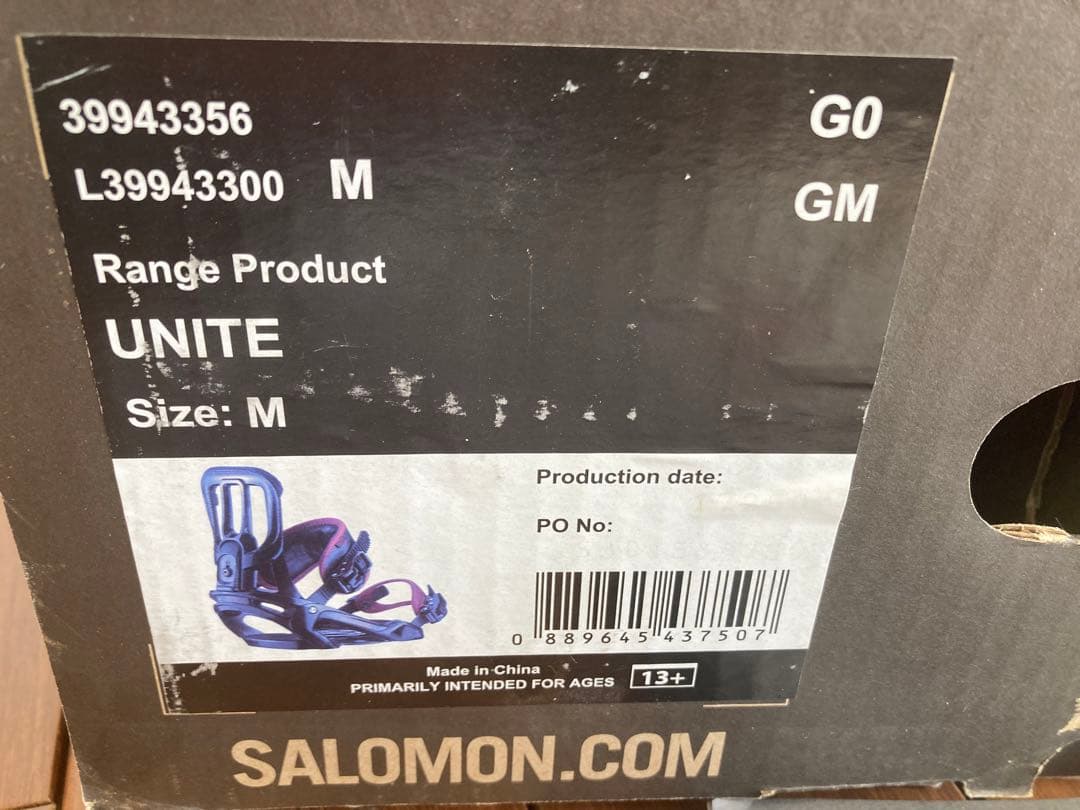 39943356 G0
L39943300 M GM
Range Product
UNITE
Size: M
Production date:
PO No:
0 889645 437507
Made in China
PRIMARILY INTENDED FOR AGES 13+
SALOMON.COM